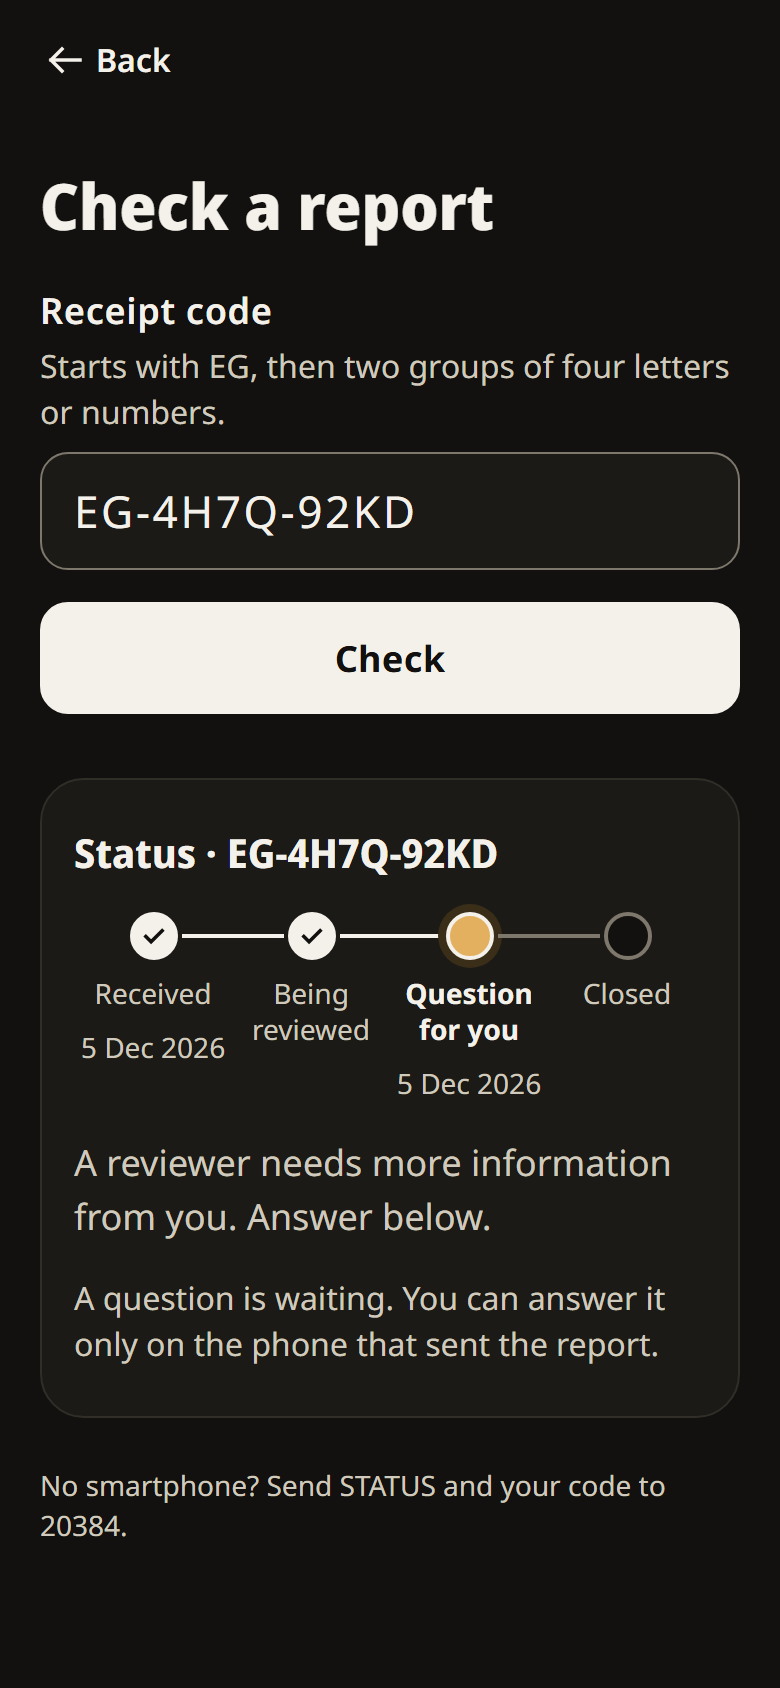 Back
Check a report
Receipt code
Starts with EG, then two groups of four letters
or numbers.
EG-4H7Q-92KD
Check
Status · EG-4H7Q-92KD
Received
5 Dec 2026
Being
reviewed
Question
for you
5 Dec 2026
Closed
A reviewer needs more information
from you. Answer below.
A question is waiting. You can answer it
only on the phone that sent the report.
No smartphone? Send STATUS and your code to
20384.